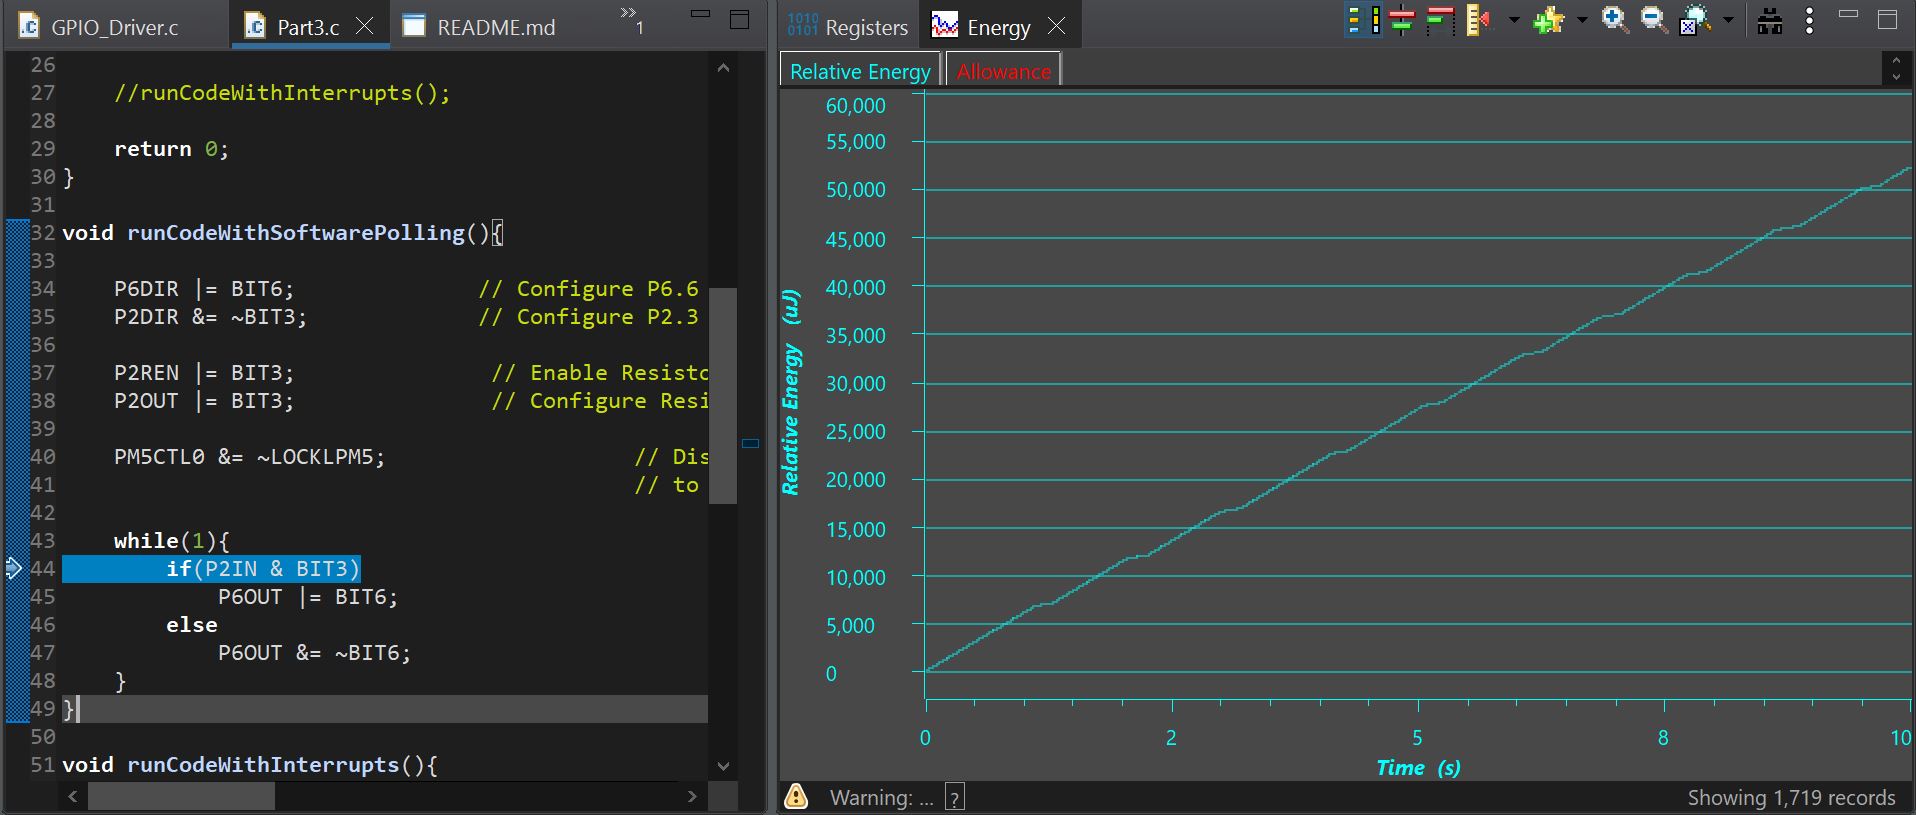 GPIO_Driver.c
Part3.c
README.md
»1
26
27 //runCodeWithInterrupts();
28
29 return 0;
30 }
31
32 void runCodeWithSoftwarePolling(){
33
34 P6DIR |= BIT6; // Configure P6.6
35 P2DIR &= ~BIT3; // Configure P2.3
36
37 P2REN |= BIT3; // Enable Resisto
38 P2OUT |= BIT3; // Configure Resi
39
40 PM5CTL0 &= ~LOCKLPM5; // Dis
41 // to
42
43 while(1){
44 if(P2IN & BIT3)
45 P6OUT |= BIT6;
46 else
47 P6OUT &= ~BIT6;
48 }
49 }
50
51 void runCodeWithInterrupts(){
1010 0101 Registers
Energy
Relative Energy
Allowance
60,000
55,000
50,000
45,000
40,000
35,000
30,000
25,000
20,000
15,000
10,000
5,000
0
Relative Energy (uJ)
0 2 5 8 10
Time (s)
Warning: ... ?
Showing 1,719 records